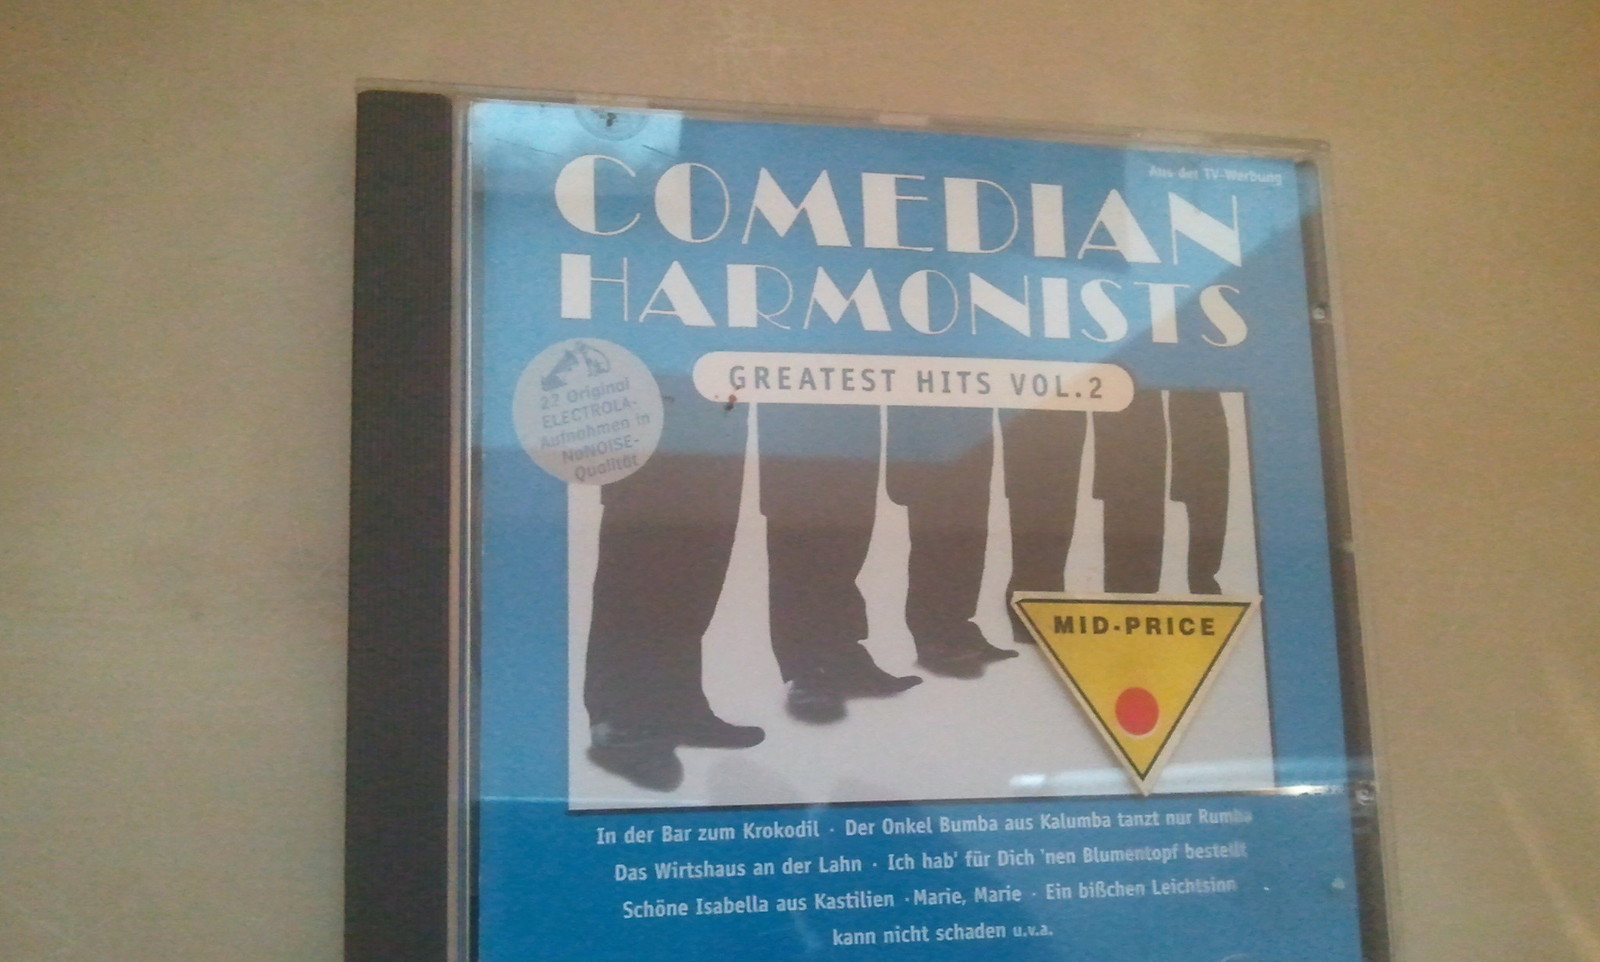 Aus der TV-Werbung
COMEDIAN
HARMONISTS
GREATEST HITS VOL.2
22 Original
ELECTROLA-
Aufnahmen in
NoNOISE-
Qualität
MID-PRICE
In der Bar zum Krokodil · Der Onkel Bumba aus Kalumba tanzt nur Rumba
Das Wirtshaus an der Lahn · Ich hab' für Dich 'nen Blumentopf bestellt
Schöne Isabella aus Kastilien · Marie, Marie · Ein bißchen Leichtsinn
kann nicht schaden u.v.a.